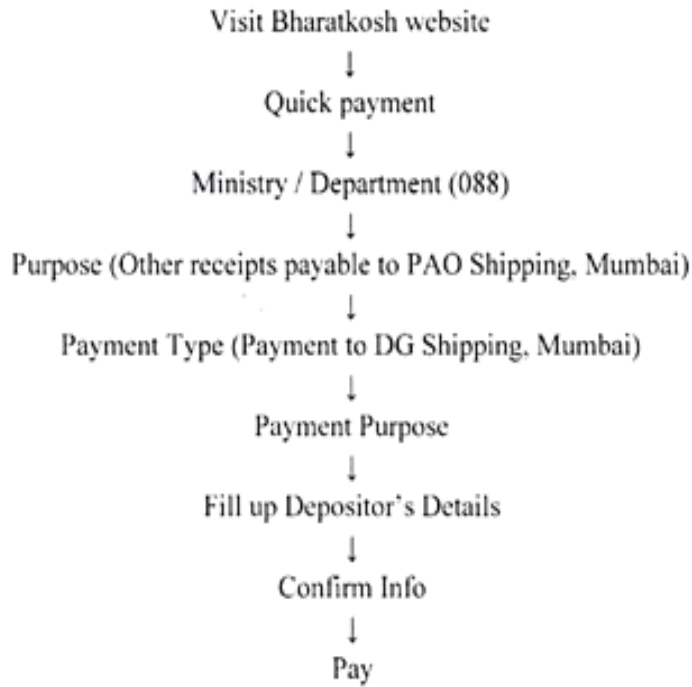 Visit Bharatkosh website
↓
Quick payment
↓
Ministry / Department (088)
↓
Purpose (Other receipts payable to PAO Shipping, Mumbai)
↓
Payment Type (Payment to DG Shipping, Mumbai)
↓
Payment Purpose
↓
Fill up Depositor's Details
↓
Confirm Info
↓
Pay